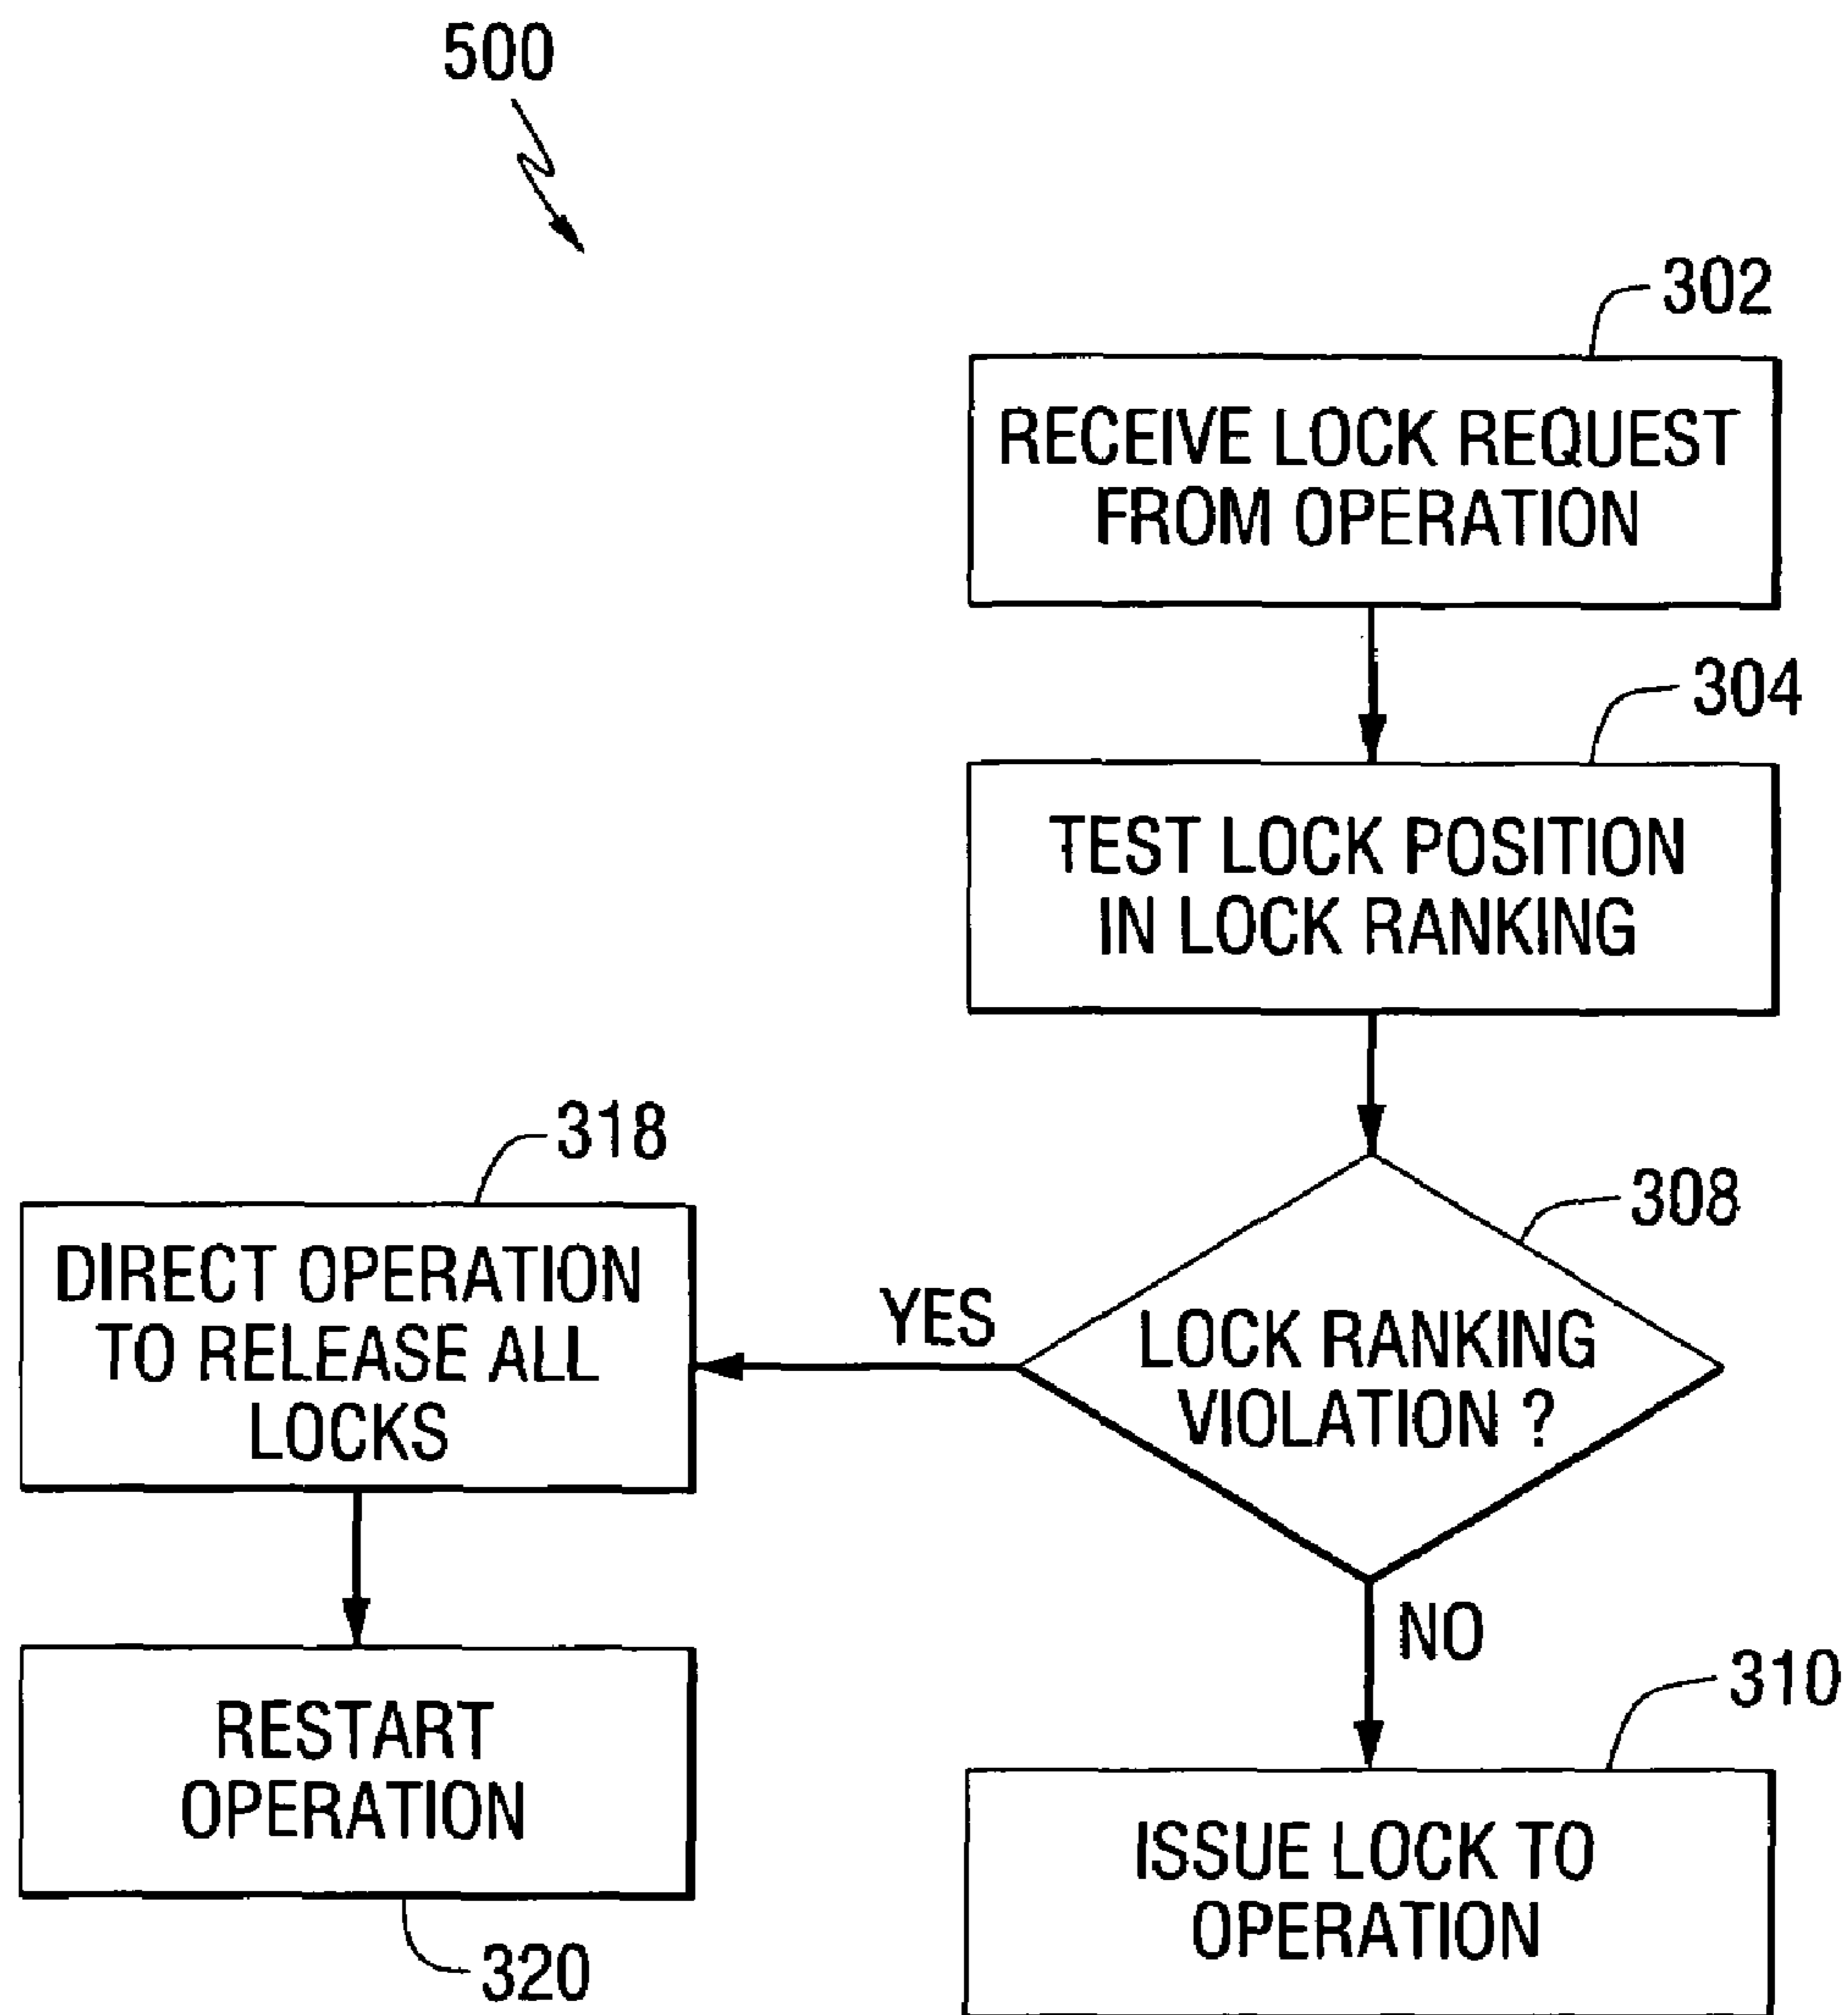 500
302
RECEIVE LOCK REQUEST
FROM OPERATION
304
TEST LOCK POSITION
IN LOCK RANKING
308
LOCK RANKING
VIOLATION ?
YES
318
DIRECT OPERATION
TO RELEASE ALL
LOCKS
RESTART
OPERATION
320
NO
310
ISSUE LOCK TO
OPERATION